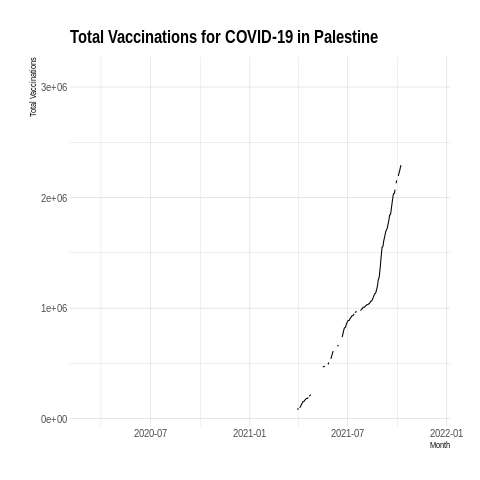 Total Vaccinations for COVID-19 in Palestine
Total Vaccinations
3e+06
2e+06
1e+06
0e+00
2020-07 2021-01 2021-07 2022-01
Month